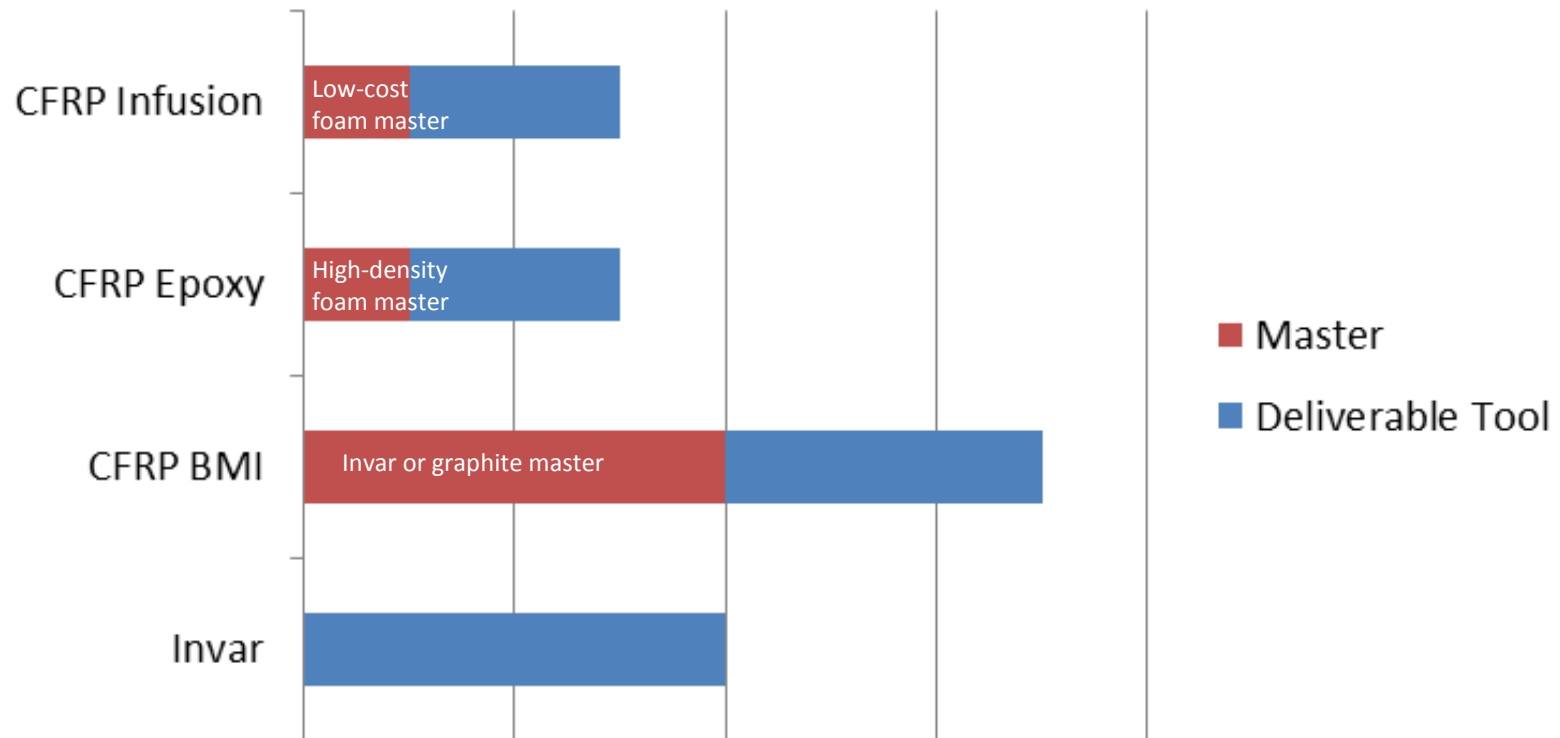 CFRP Infusion
Low-cost
foam master
CFRP Epoxy
High-density
foam master
CFRP BMI
Invar or graphite master
Invar
Master
Deliverable Tool